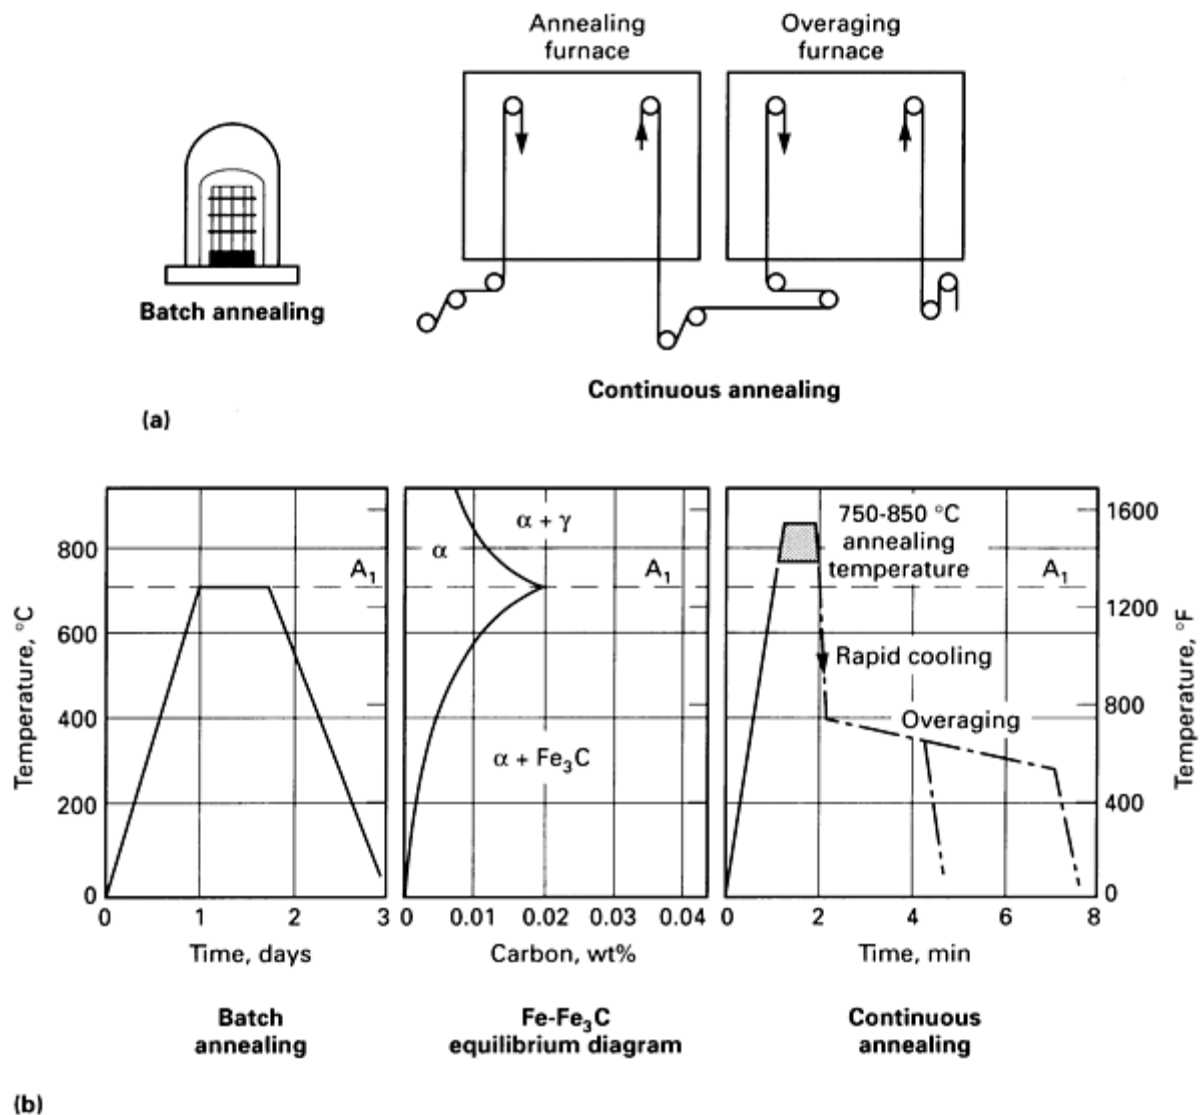 Annealing
furnace
Overaging
furnace
Batch annealing
Continuous annealing
(a)
Temperature, °C
800
600
400
200
0
A₁
0 1 2 3
Time, days
Batch
annealing
α
α + γ
A₁
α + Fe₃C
0 0.01 0.02 0.03 0.04
Carbon, wt%
Fe-Fe₃C
equilibrium diagram
750-850 °C
annealing
temperature
A₁
Rapid cooling
Overaging
1600
1200
800
400
0
Temperature, °F
0 2 4 6 8
Time, min
Continuous
annealing
(b)